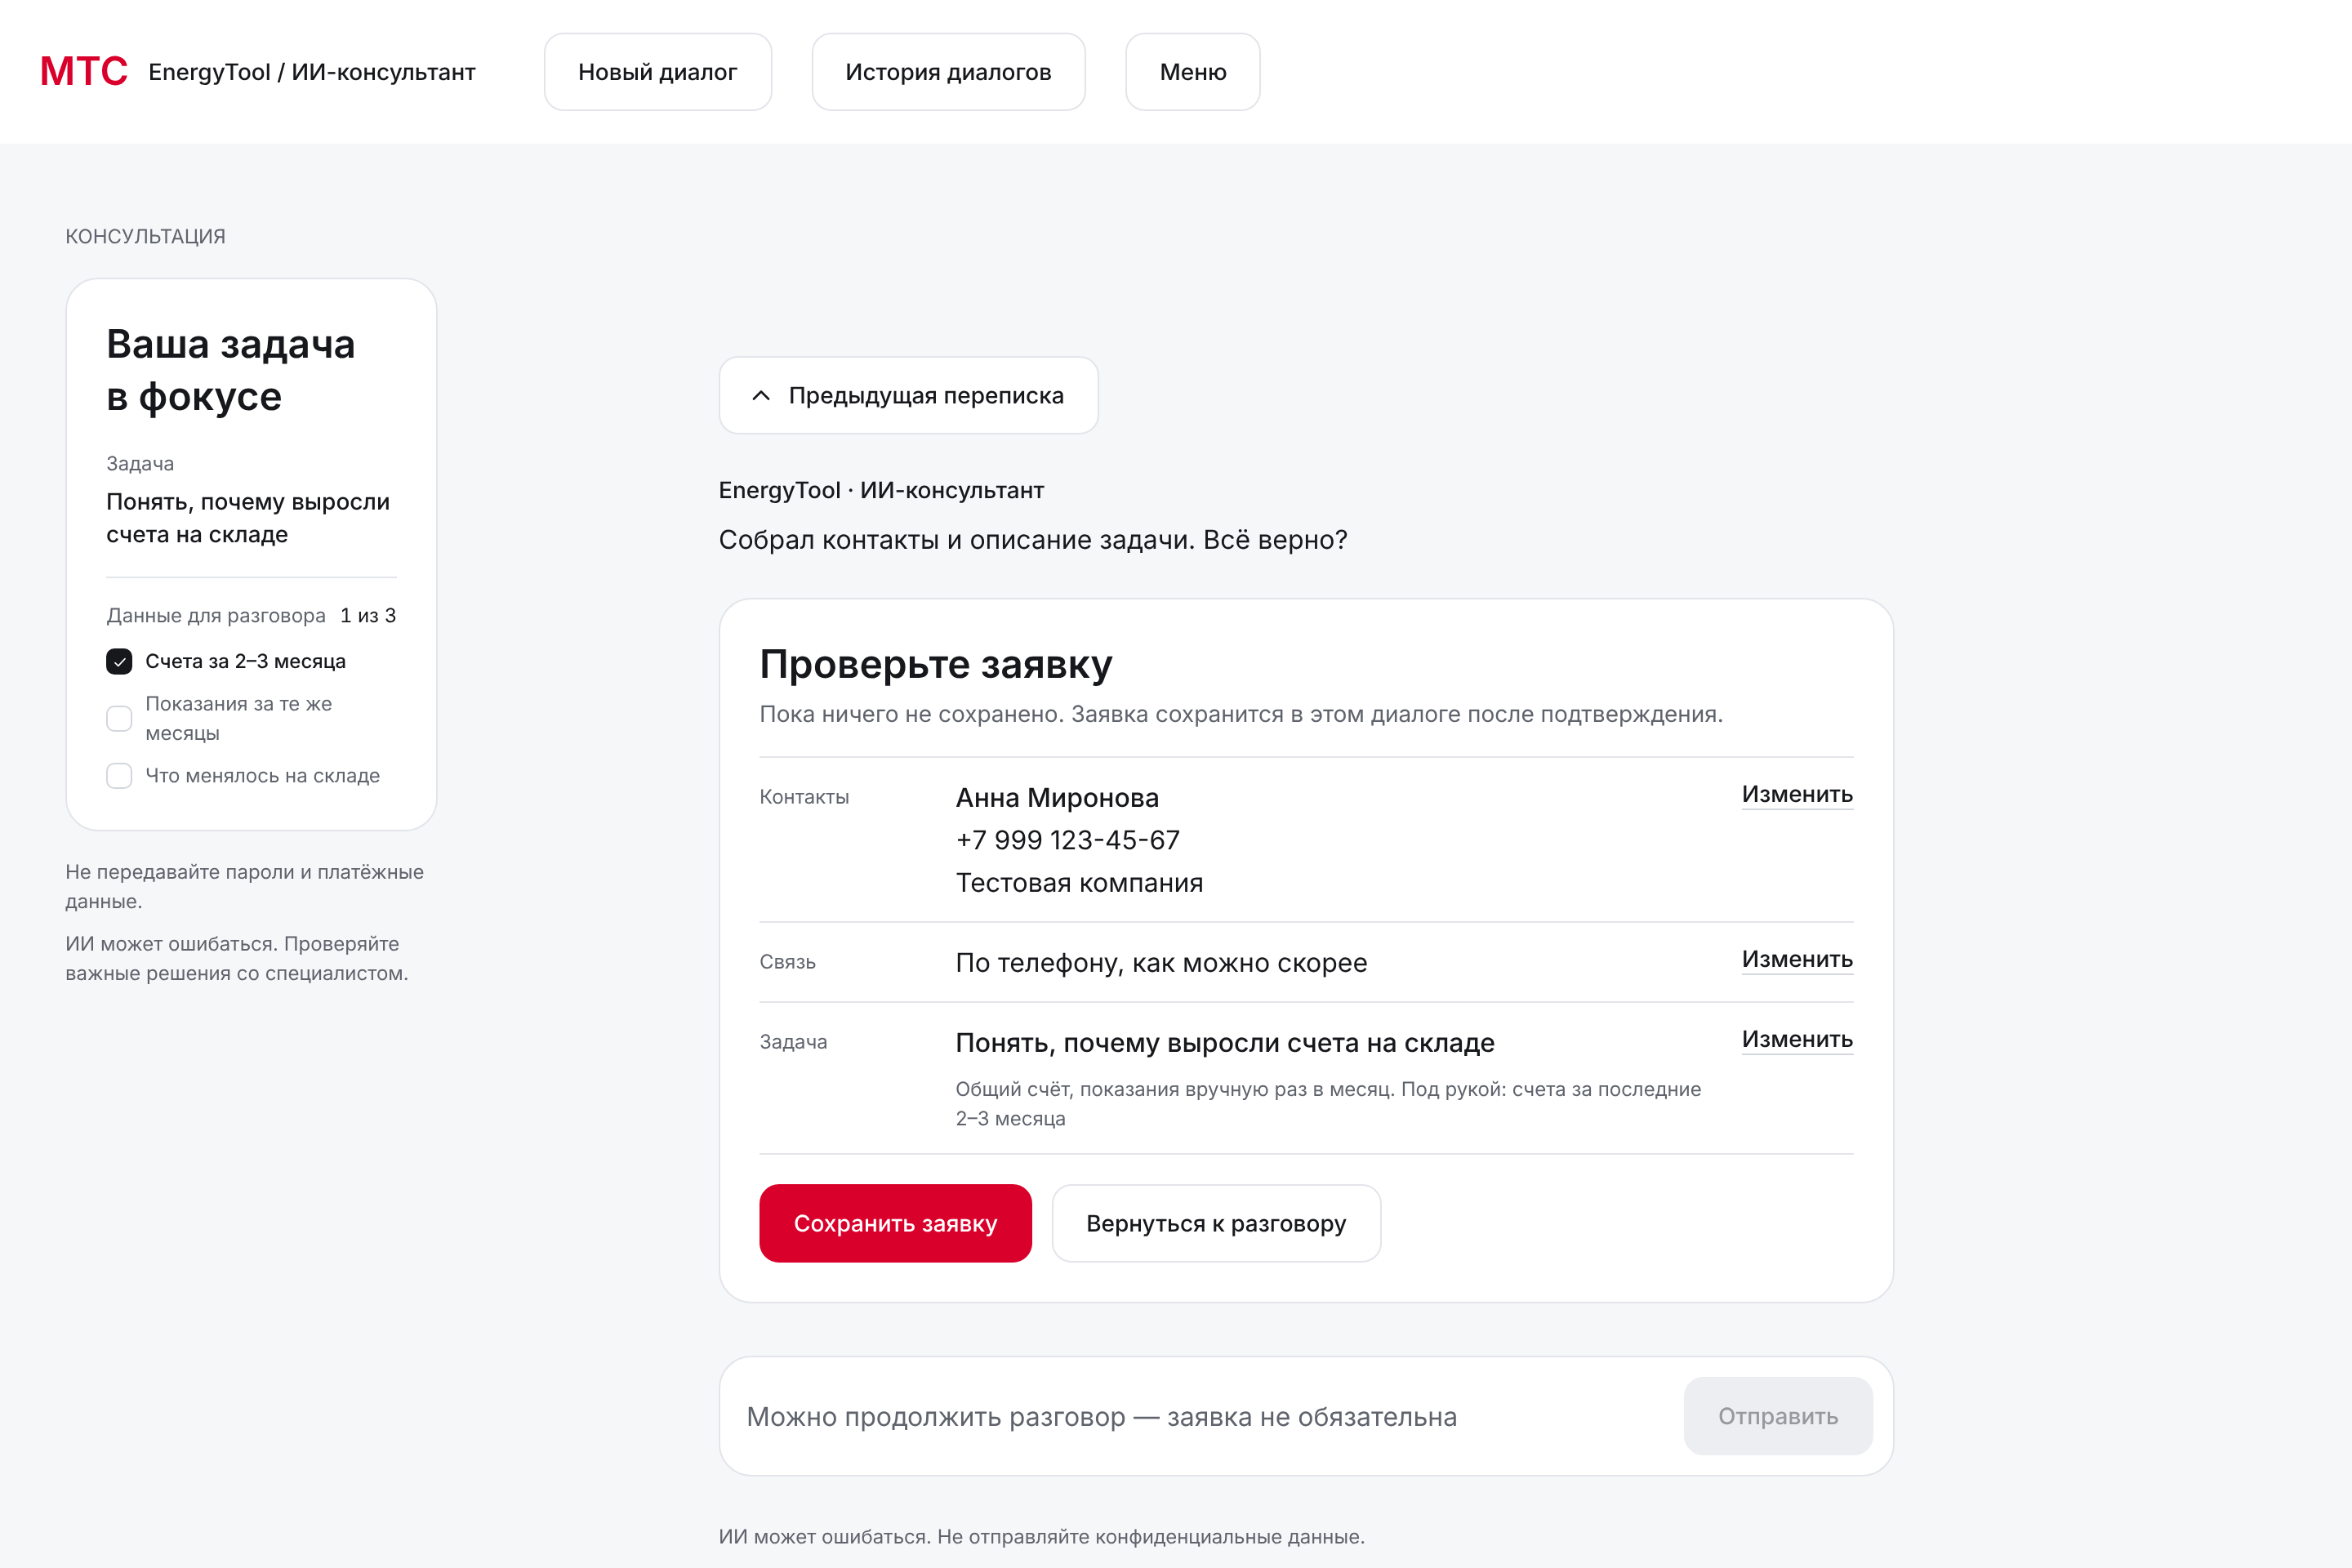 МТС EnergyTool / ИИ-консультант
Новый диалог
История диалогов
Меню
КОНСУЛЬТАЦИЯ
Ваша задача
в фокусе
Задача
Понять, почему выросли
счета на складе
Данные для разговора 1 из 3
Счета за 2–3 месяца
Показания за те же
месяцы
Что менялось на складе
Не передавайте пароли и платёжные
данные.
ИИ может ошибаться. Проверяйте
важные решения со специалистом.
Предыдущая переписка
EnergyTool · ИИ-консультант
Собрал контакты и описание задачи. Всё верно?
Проверьте заявку
Пока ничего не сохранено. Заявка сохранится в этом диалоге после подтверждения.
Контакты
Анна Миронова
+7 999 123-45-67
Тестовая компания
Изменить
Связь
По телефону, как можно скорее
Изменить
Задача
Понять, почему выросли счета на складе
Общий счёт, показания вручную раз в месяц. Под рукой: счета за последние
2–3 месяца
Изменить
Сохранить заявку
Вернуться к разговору
Можно продолжить разговор — заявка не обязательна
Отправить
ИИ может ошибаться. Не отправляйте конфиденциальные данные.